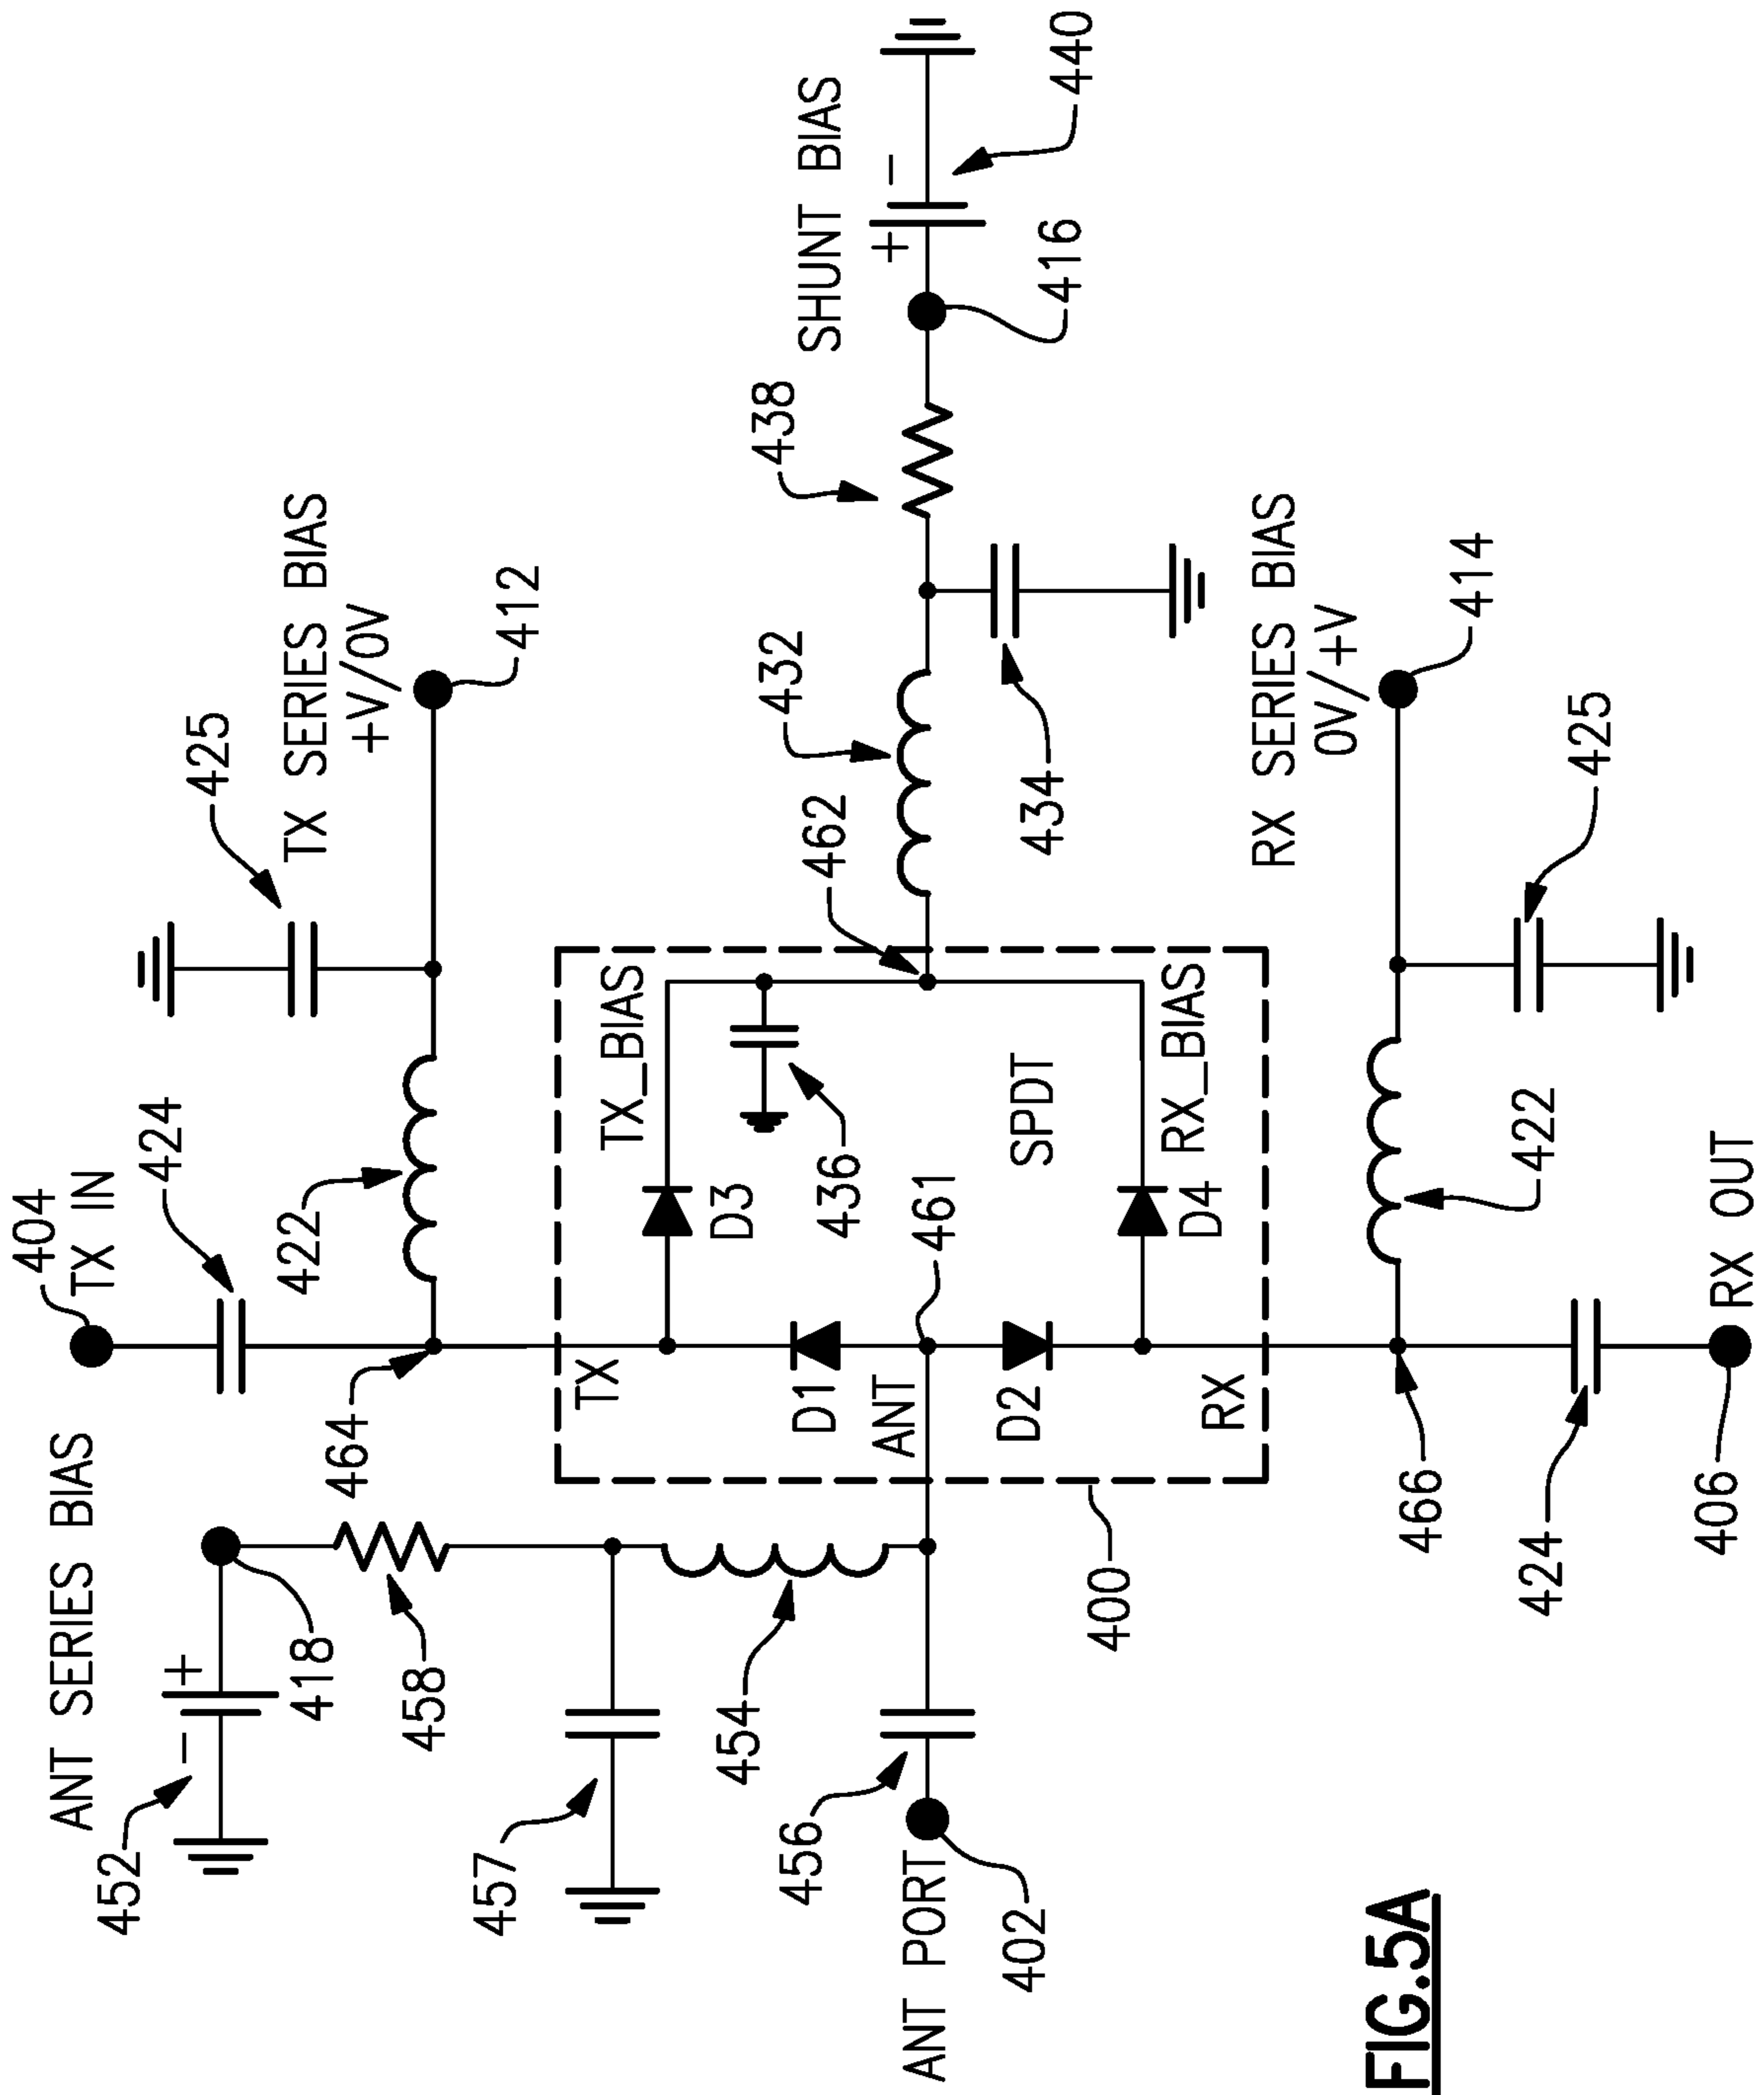 404
TX IN
424
422
425
TX SERIES BIAS
+V/0V
412
464
ANT SERIES BIAS
452
−
+
418
458
457
454
456
ANT PORT
402
TX
TX_BIAS
D3
D1
436
ANT
461
SPDT
D2
D4
RX
RX_BIAS
400
462
432
434
438
SHUNT BIAS
+
−
416
440
466
422
425
RX SERIES BIAS
0V/+V
414
424
406
RX OUT
FIG.5A